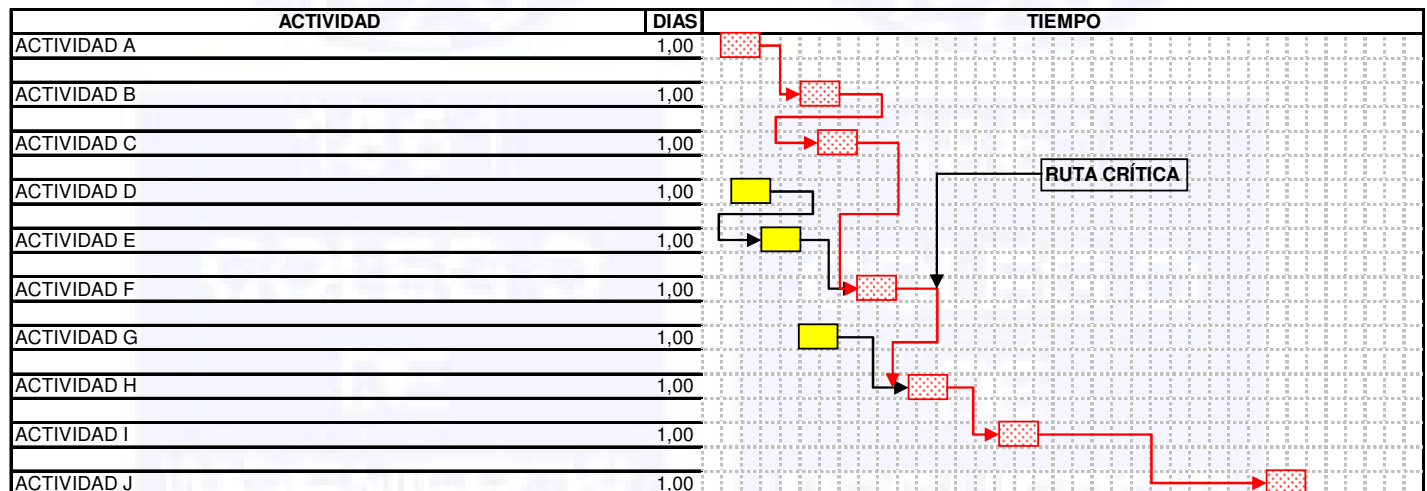 ACTIVIDAD DIAS TIEMPO
ACTIVIDAD A 1,00
ACTIVIDAD B 1,00
ACTIVIDAD C 1,00
RUTA CRÍTICA
ACTIVIDAD D 1,00
ACTIVIDAD E 1,00
ACTIVIDAD F 1,00
ACTIVIDAD G 1,00
ACTIVIDAD H 1,00
ACTIVIDAD I 1,00
ACTIVIDAD J 1,00